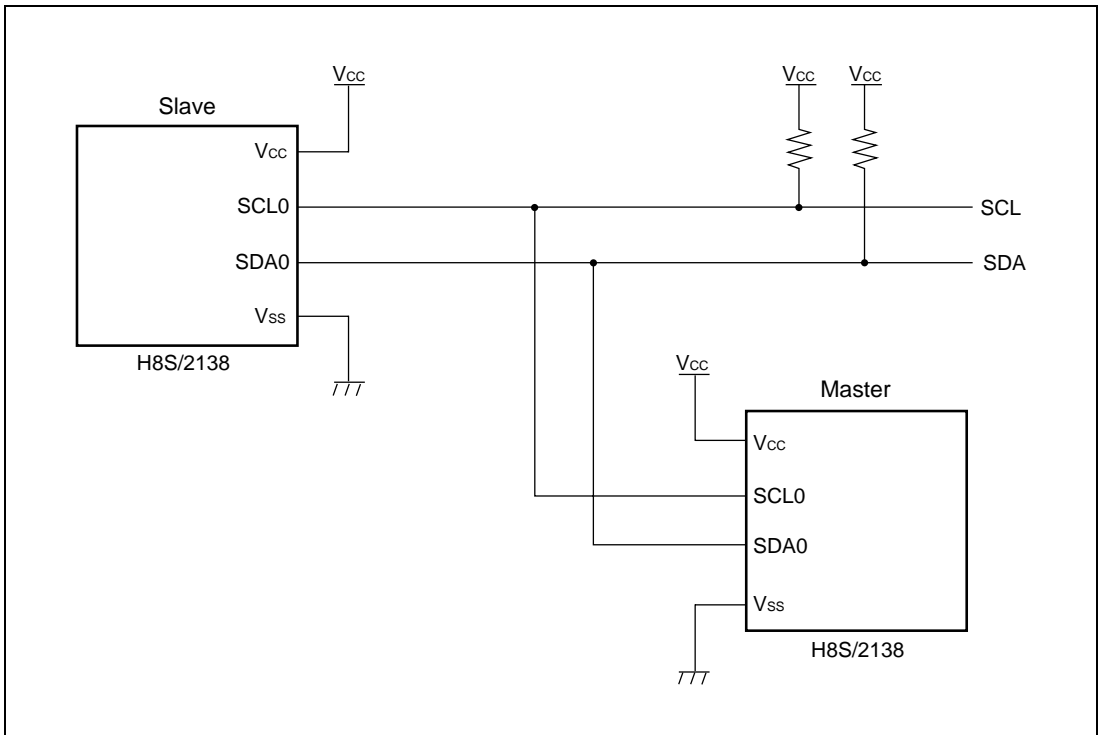 Vcc
Vcc
Vcc
Slave
Vcc
SCL0
SCL
SDA0
SDA
Vss
H8S/2138
Vcc
Master
Vcc
SCL0
SDA0
Vss
H8S/2138